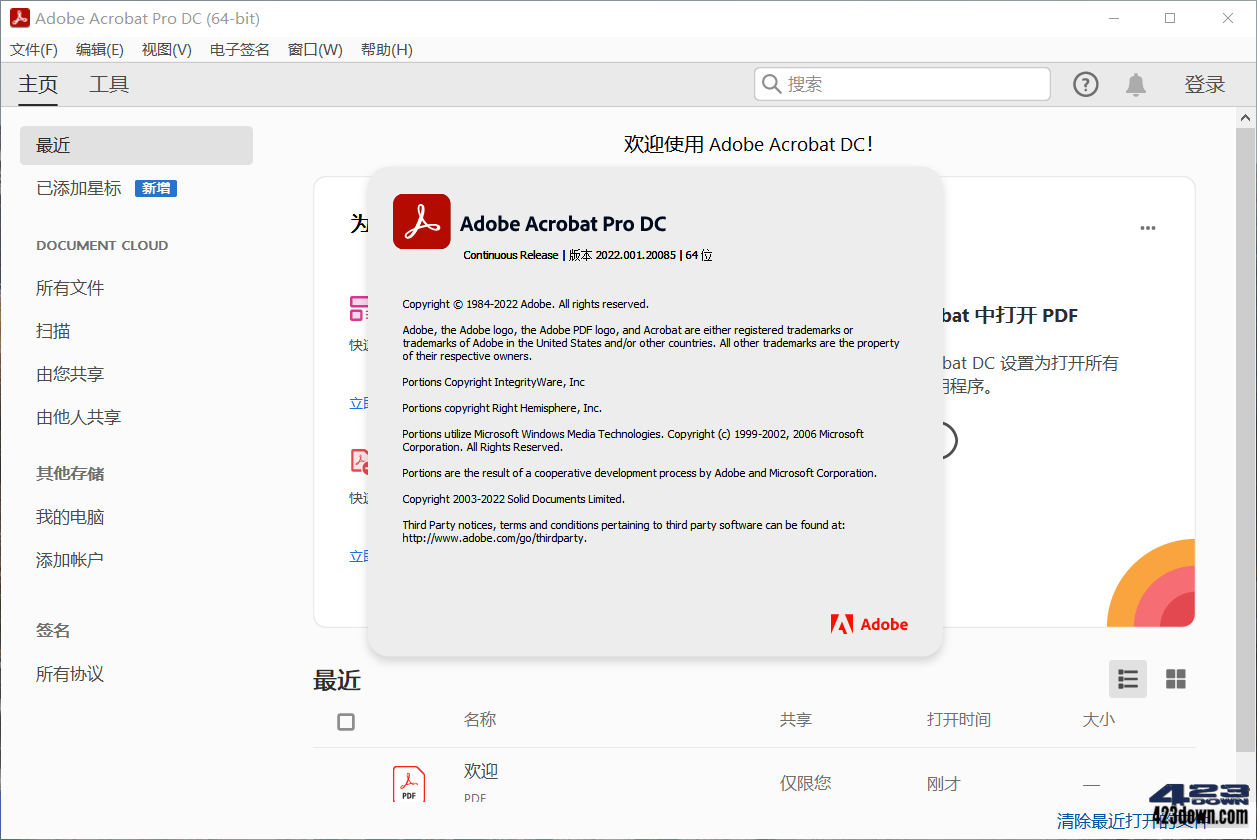 Adobe Acrobat Pro DC (64-bit)
文件(F) 编辑(E) 视图(V) 电子签名 窗口(W) 帮助(H)
主页 工具 搜索 ? 登录
最近
已添加星标 新增
DOCUMENT CLOUD
所有文件
扫描
由您共享
由他人共享
其他存储
我的电脑
添加帐户
签名
所有协议
欢迎使用 Adobe Acrobat DC!
为
快速
立即
快速
立即
Adobe Acrobat Pro DC
Continuous Release | 版本 2022.001.20085 | 64 位
Copyright © 1984-2022 Adobe. All rights reserved.
Adobe, the Adobe logo, the Adobe PDF logo, and Acrobat are either registered trademarks or
trademarks of Adobe in the United States and/or other countries. All other trademarks are the property
of their respective owners.
Portions Copyright IntegrityWare, Inc
Portions copyright Right Hemisphere, Inc.
Portions utilize Microsoft Windows Media Technologies. Copyright (c) 1999-2002, 2006 Microsoft
Corporation. All Rights Reserved.
Portions are the result of a cooperative development process by Adobe and Microsoft Corporation.
Copyright 2003-2022 Solid Documents Limited.
Third Party notices, terms and conditions pertaining to third party software can be found at:
http://www.adobe.com/go/thirdparty.
Adobe
bat 中打开 PDF
bat DC 设置为打开所有
用程序。
最近
名称 共享 打开时间 大小
PDF
欢迎 仅限您 刚才 —
PDF
清除最近打开的文件
423
DOWN
423down.com